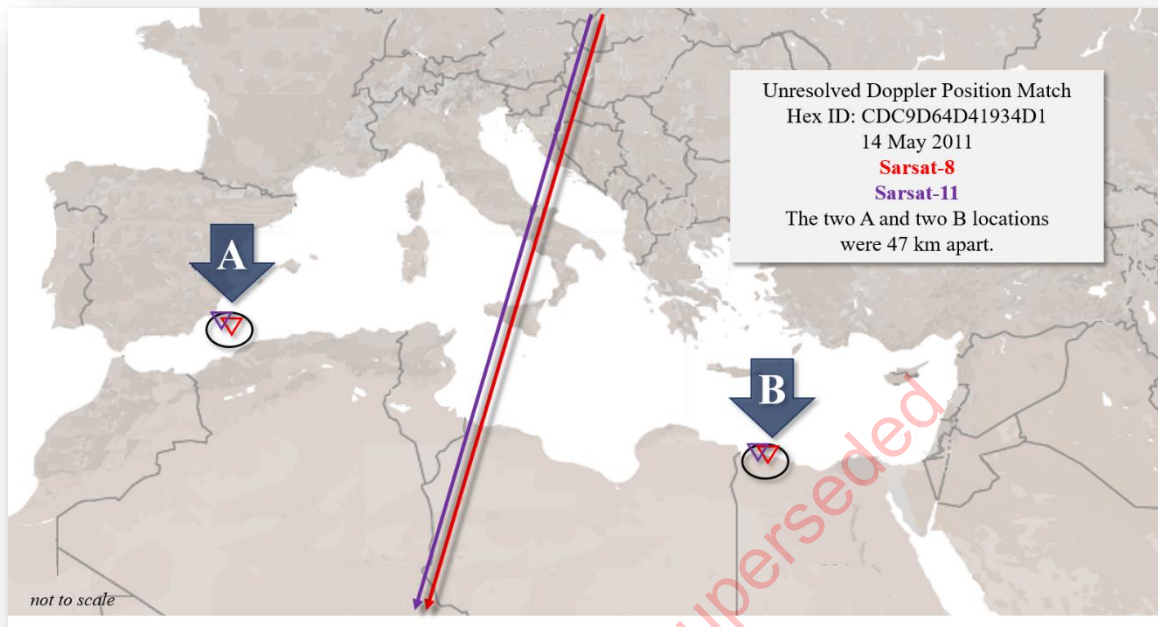 Unresolved Doppler Position Match
Hex ID: CDC9D64D41934D1
14 May 2011
Sarsat-8
Sarsat-11
The two A and two B locations
were 47 km apart.
A
B
superseded
not to scale